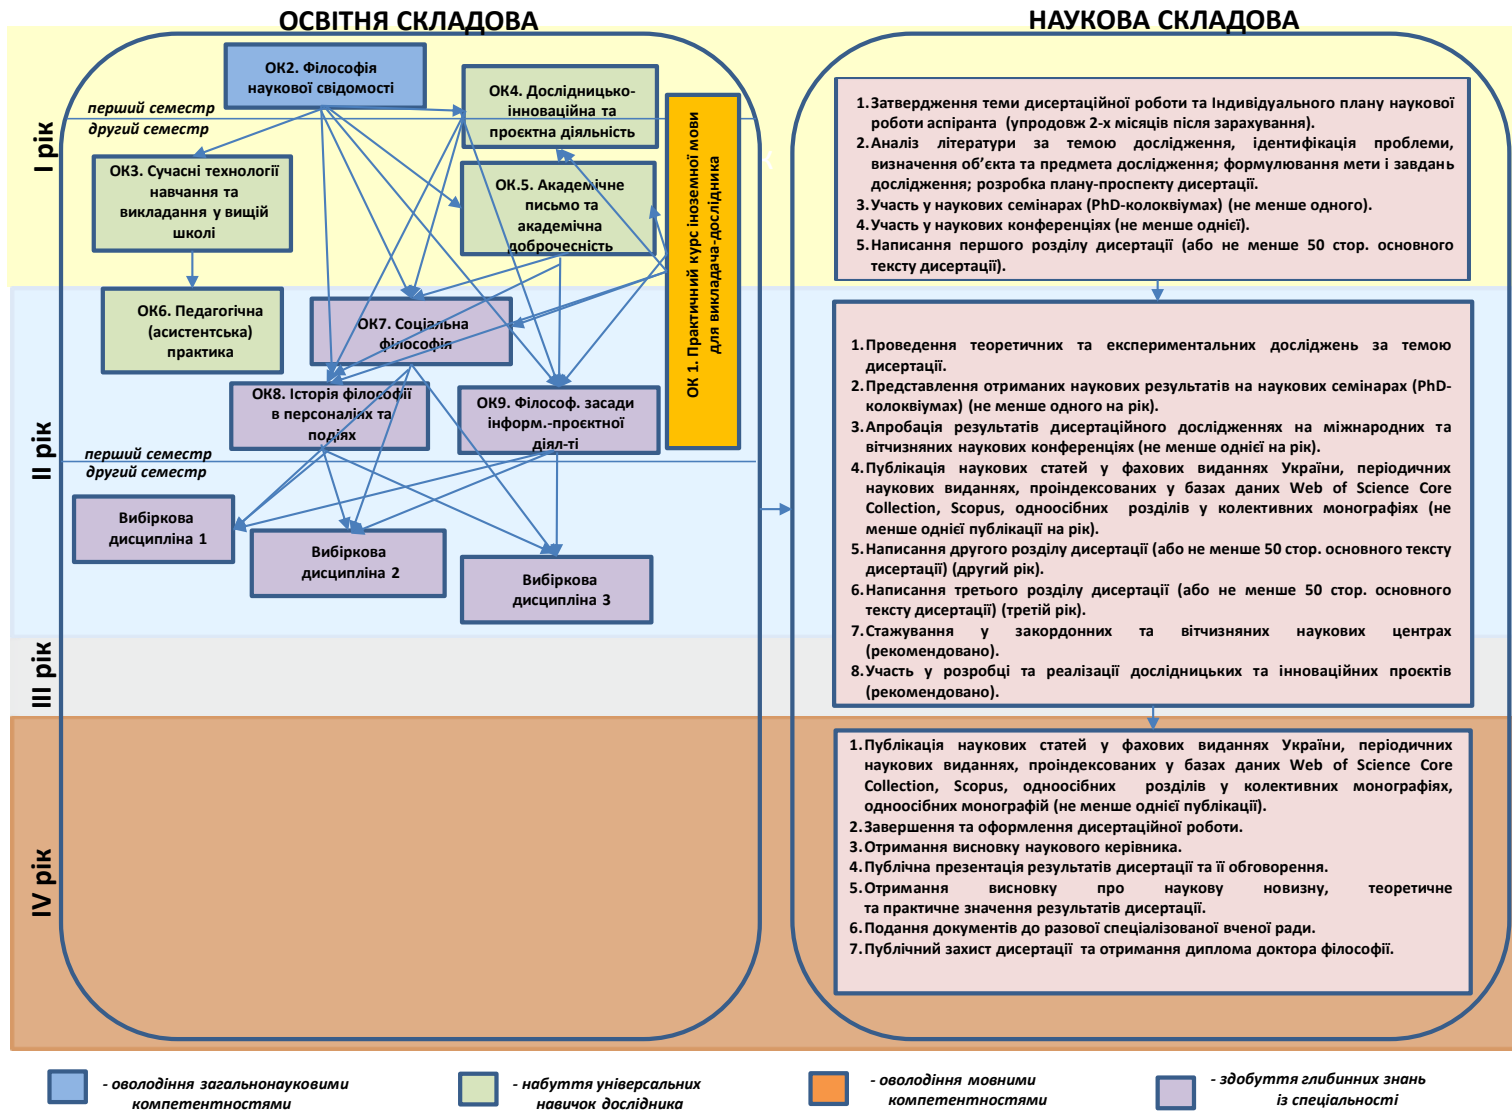 ОСВІТНЯ СКЛАДОВА
НАУКОВА СКЛАДОВА
І рік
ІІ рік
ІІІ рік
IV рік
ОК2. Філософія
наукової свідомості
ОК4. Дослідницько-
інноваційна та
проєктна діяльність
перший семестр
другий семестр
ОК3. Сучасні технології
навчання та
викладання у вищій
школі
ОК.5. Академічне
письмо та
академічна
доброчесність
ОК 1. Практичний курс іноземної мови
для викладача-дослідника
ОК6. Педагогічна
(асистентська)
практика
ОК7. Соціальна
філософія
ОК8. Історія філософії
в персоналіях та
подіях
ОК9. Філософ. засади
інформ.-проєктної
діял-ті
перший семестр
другий семестр
Вибіркова
дисципліна 1
Вибіркова
дисципліна 2
Вибіркова
дисципліна 3
1. Затвердження теми дисертаційної роботи та Індивідуального плану наукової
роботи аспіранта (упродовж 2-х місяців після зарахування).
2. Аналіз літератури за темою дослідження, ідентифікація проблеми,
визначення об’єкта та предмета дослідження; формулювання мети і завдань
дослідження; розробка плану-проспекту дисертації.
3. Участь у наукових семінарах (PhD-колоквіумах) (не менше одного).
4. Участь у наукових конференціях (не менше однієї).
5. Написання першого розділу дисертації (або не менше 50 стор. основного
тексту дисертації).
1. Проведення теоретичних та експериментальних досліджень за темою
дисертації.
2. Представлення отриманих наукових результатів на наукових семінарах (PhD-
колоквіумах) (не менше одного на рік).
3. Апробація результатів дисертаційного дослідженнях на міжнародних та
вітчизняних наукових конференціях (не менше однієї на рік).
4. Публікація наукових статей у фахових виданнях України, періодичних
наукових виданнях, проіндексованих у базах даних Web of Science Core
Collection, Scopus, одноосібних розділів у колективних монографіях (не
менше однієї публікації на рік).
5. Написання другого розділу дисертації (або не менше 50 стор. основного тексту
дисертації) (другий рік).
6. Написання третього розділу дисертації (або не менше 50 стор. основного
тексту дисертації) (третій рік).
7. Стажування у закордонних та вітчизняних наукових центрах
(рекомендовано).
8. Участь у розробці та реалізації дослідницьких та інноваційних проєктів
(рекомендовано).
1. Публікація наукових статей у фахових виданнях України, періодичних
наукових виданнях, проіндексованих у базах даних Web of Science Core
Collection, Scopus, одноосібних розділів у колективних монографіях,
одноосібних монографій (не менше однієї публікації).
2. Завершення та оформлення дисертаційної роботи.
3. Отримання висновку наукового керівника.
4. Публічна презентація результатів дисертації та її обговорення.
5. Отримання висновку про наукову новизну, теоретичне
та практичне значення результатів дисертації.
6. Подання документів до разової спеціалізованої вченої ради.
7. Публічний захист дисертації та отримання диплома доктора філософії.
- оволодіння загальнонауковими
компетентностями
- набуття універсальних
навичок дослідника
- оволодіння мовними
компетентностями
- здобуття глибинних знань
із спеціальності